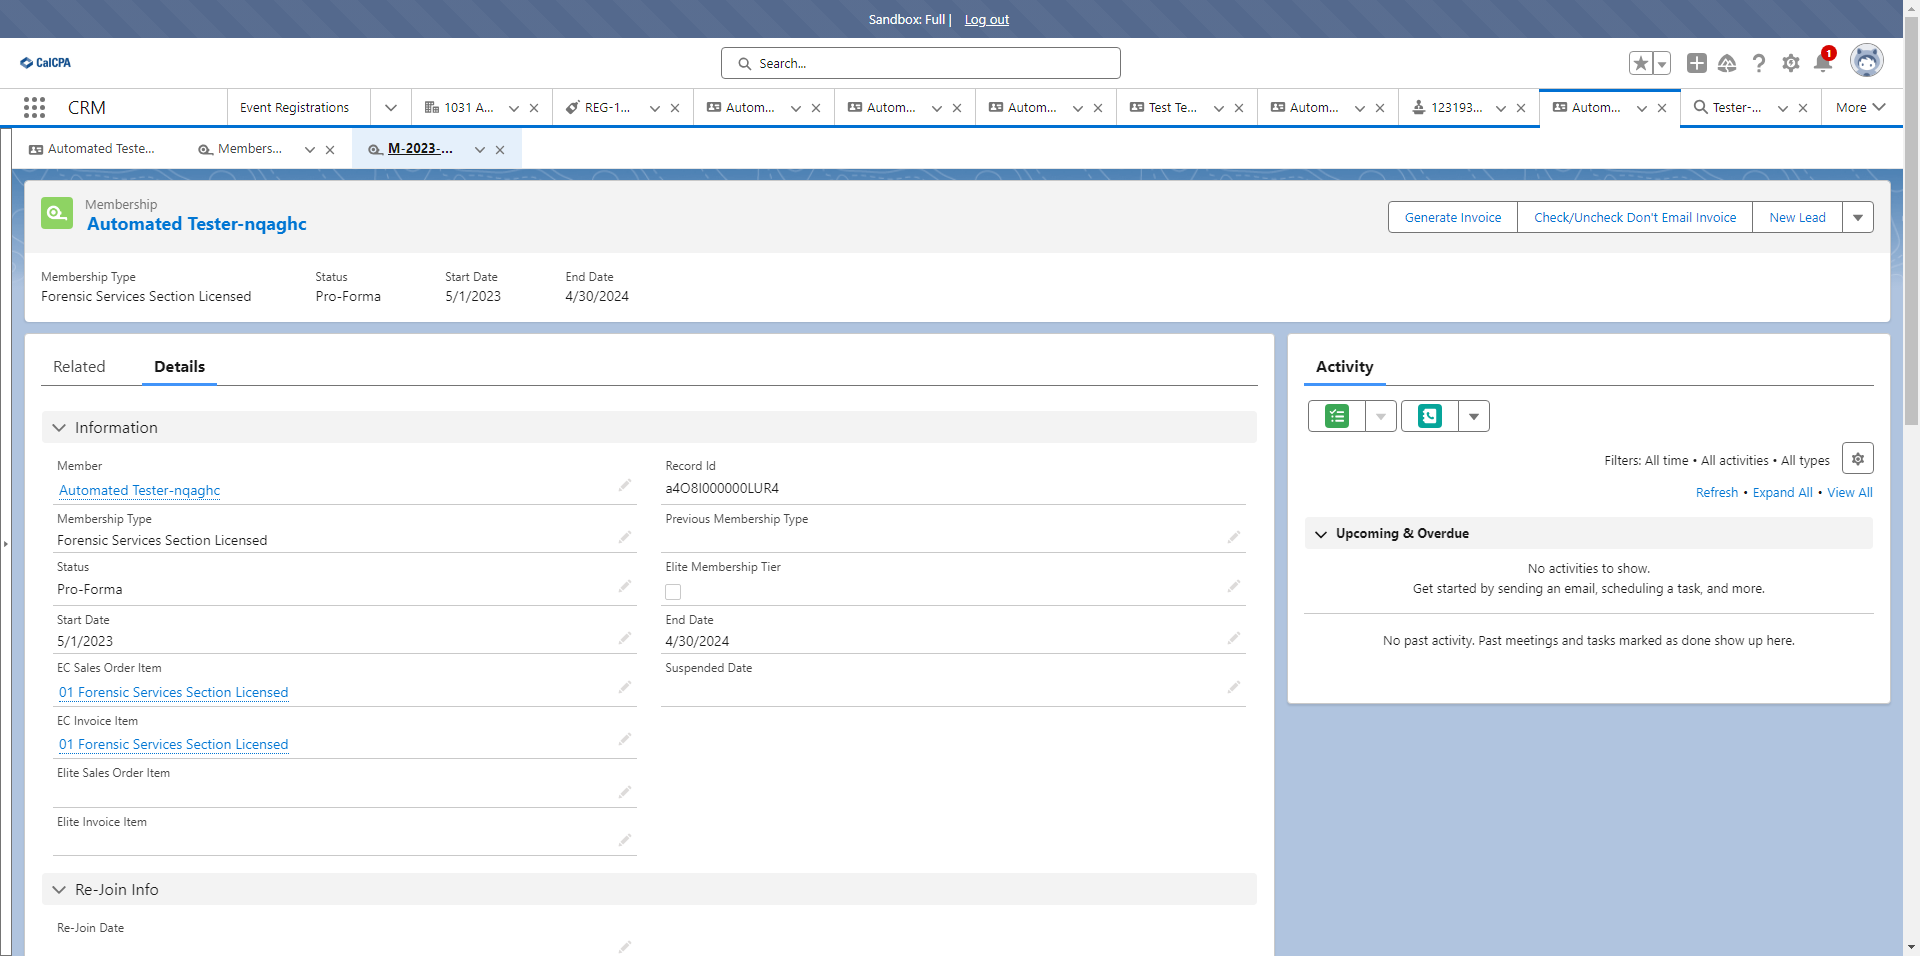 Sandbox: Full | Log out
CalCPA
Search...
1
CRM
Event Registrations
1031 A...
REG-1...
Autom...
Autom...
Autom...
Test Te...
Autom...
123193...
Autom...
Tester-...
More
Automated Teste...
Members...
M-2023-...
Membership
Automated Tester-nqaghc
Generate Invoice
Check/Uncheck Don't Email Invoice
New Lead
Membership Type
Status
Start Date
End Date
Forensic Services Section Licensed
Pro-Forma
5/1/2023
4/30/2024
Related
Details
Information
Member
Automated Tester-nqaghc
Record Id
a4O8I000000LUR4
Membership Type
Forensic Services Section Licensed
Previous Membership Type
Status
Pro-Forma
Elite Membership Tier
Start Date
5/1/2023
End Date
4/30/2024
EC Sales Order Item
01 Forensic Services Section Licensed
Suspended Date
EC Invoice Item
01 Forensic Services Section Licensed
Elite Sales Order Item
Elite Invoice Item
Re-Join Info
Re-Join Date
Activity
Filters: All time • All activities • All types
Refresh • Expand All • View All
Upcoming & Overdue
No activities to show.
Get started by sending an email, scheduling a task, and more.
No past activity. Past meetings and tasks marked as done show up here.